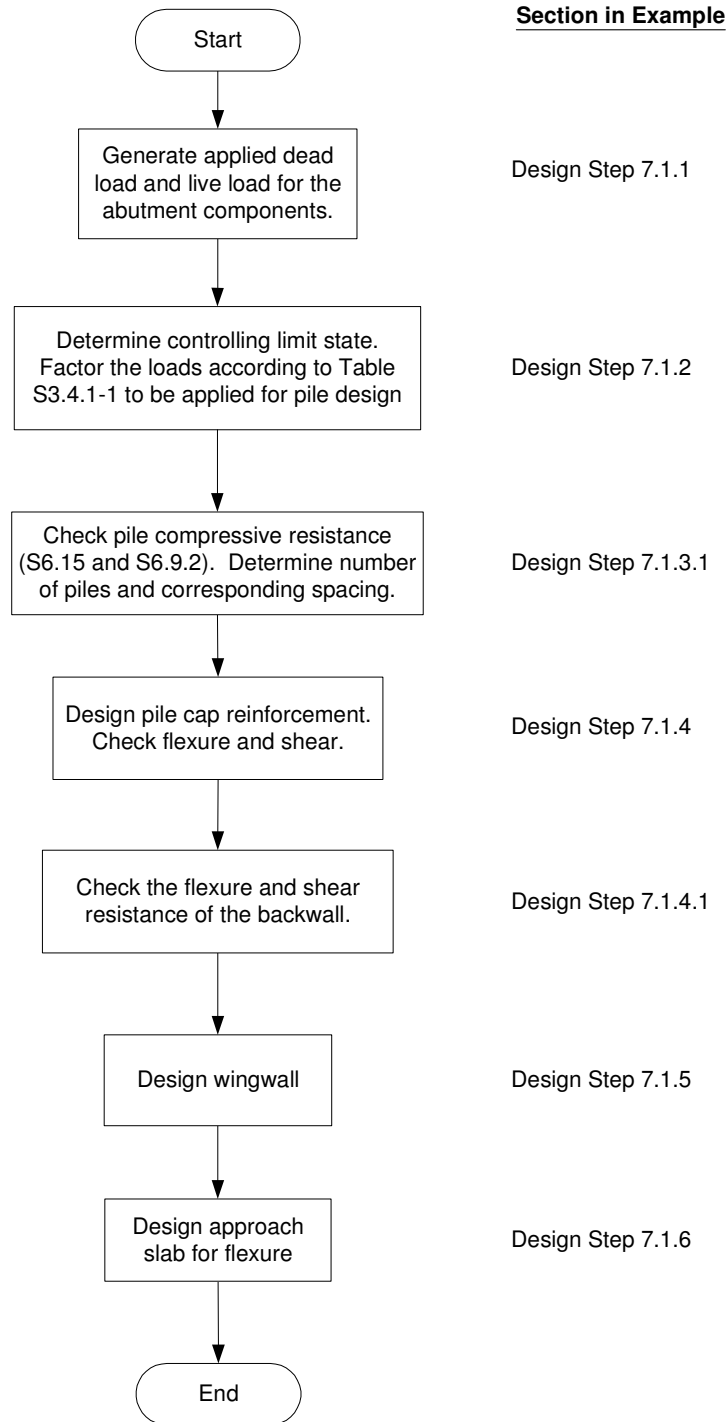 Section in Example
Start
Generate applied dead
load and live load for the
abutment components.
Design Step 7.1.1
Determine controlling limit state.
Factor the loads according to Table
S3.4.1-1 to be applied for pile design
Design Step 7.1.2
Check pile compressive resistance
(S6.15 and S6.9.2). Determine number
of piles and corresponding spacing.
Design Step 7.1.3.1
Design pile cap reinforcement.
Check flexure and shear.
Design Step 7.1.4
Check the flexure and shear
resistance of the backwall.
Design Step 7.1.4.1
Design wingwall
Design Step 7.1.5
Design approach
slab for flexure
Design Step 7.1.6
End